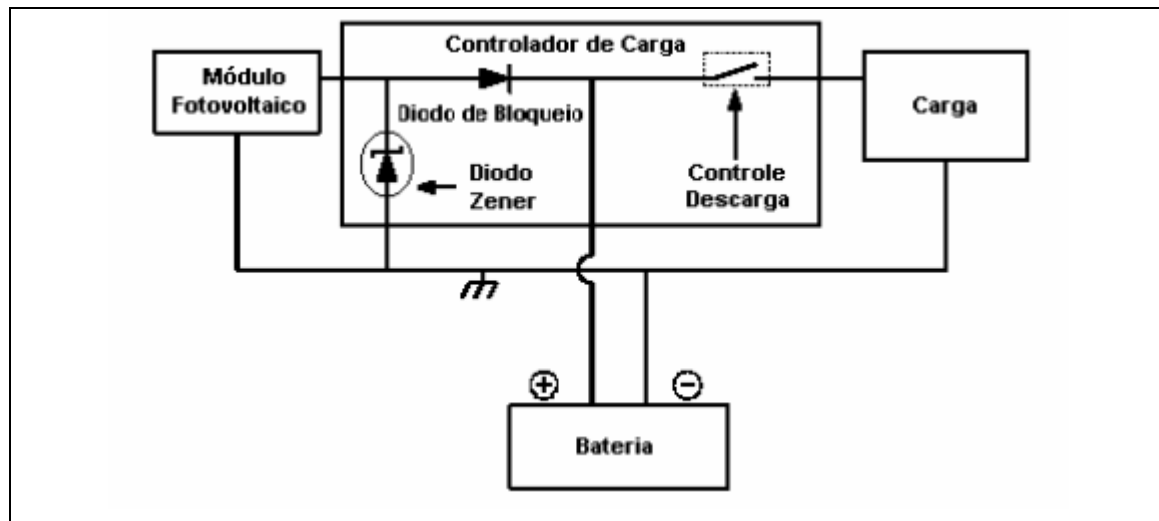 Controlador de Carga
Módulo
Fotovoltaico
Diodo de Bloqueio
Carga
Diodo
Zener
Controle
Descarga
+
−
Bateria